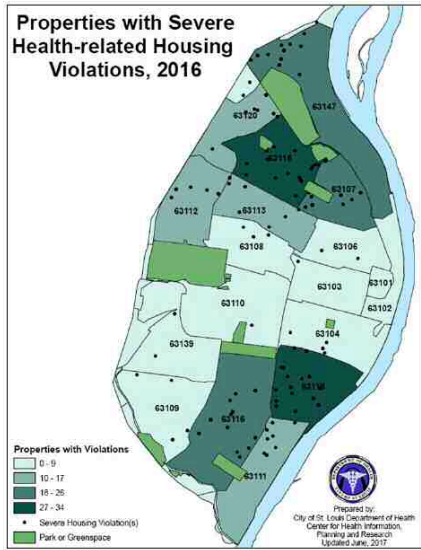 Properties with Severe
Health-related Housing
Violations, 2016
63147
63120
63115
63107
63112
63113
63108
63106
63101
63103
63102
63110
63104
63139
63118
63116
63109
63111
Properties with Violations
0 - 9
10 - 17
18 - 26
27 - 34
Severe Housing Violation(s)
Park or Greenspace
Prepared by:
City of St. Louis Department of Health
Center for Health Information,
Planning and Research
Updated June, 2017